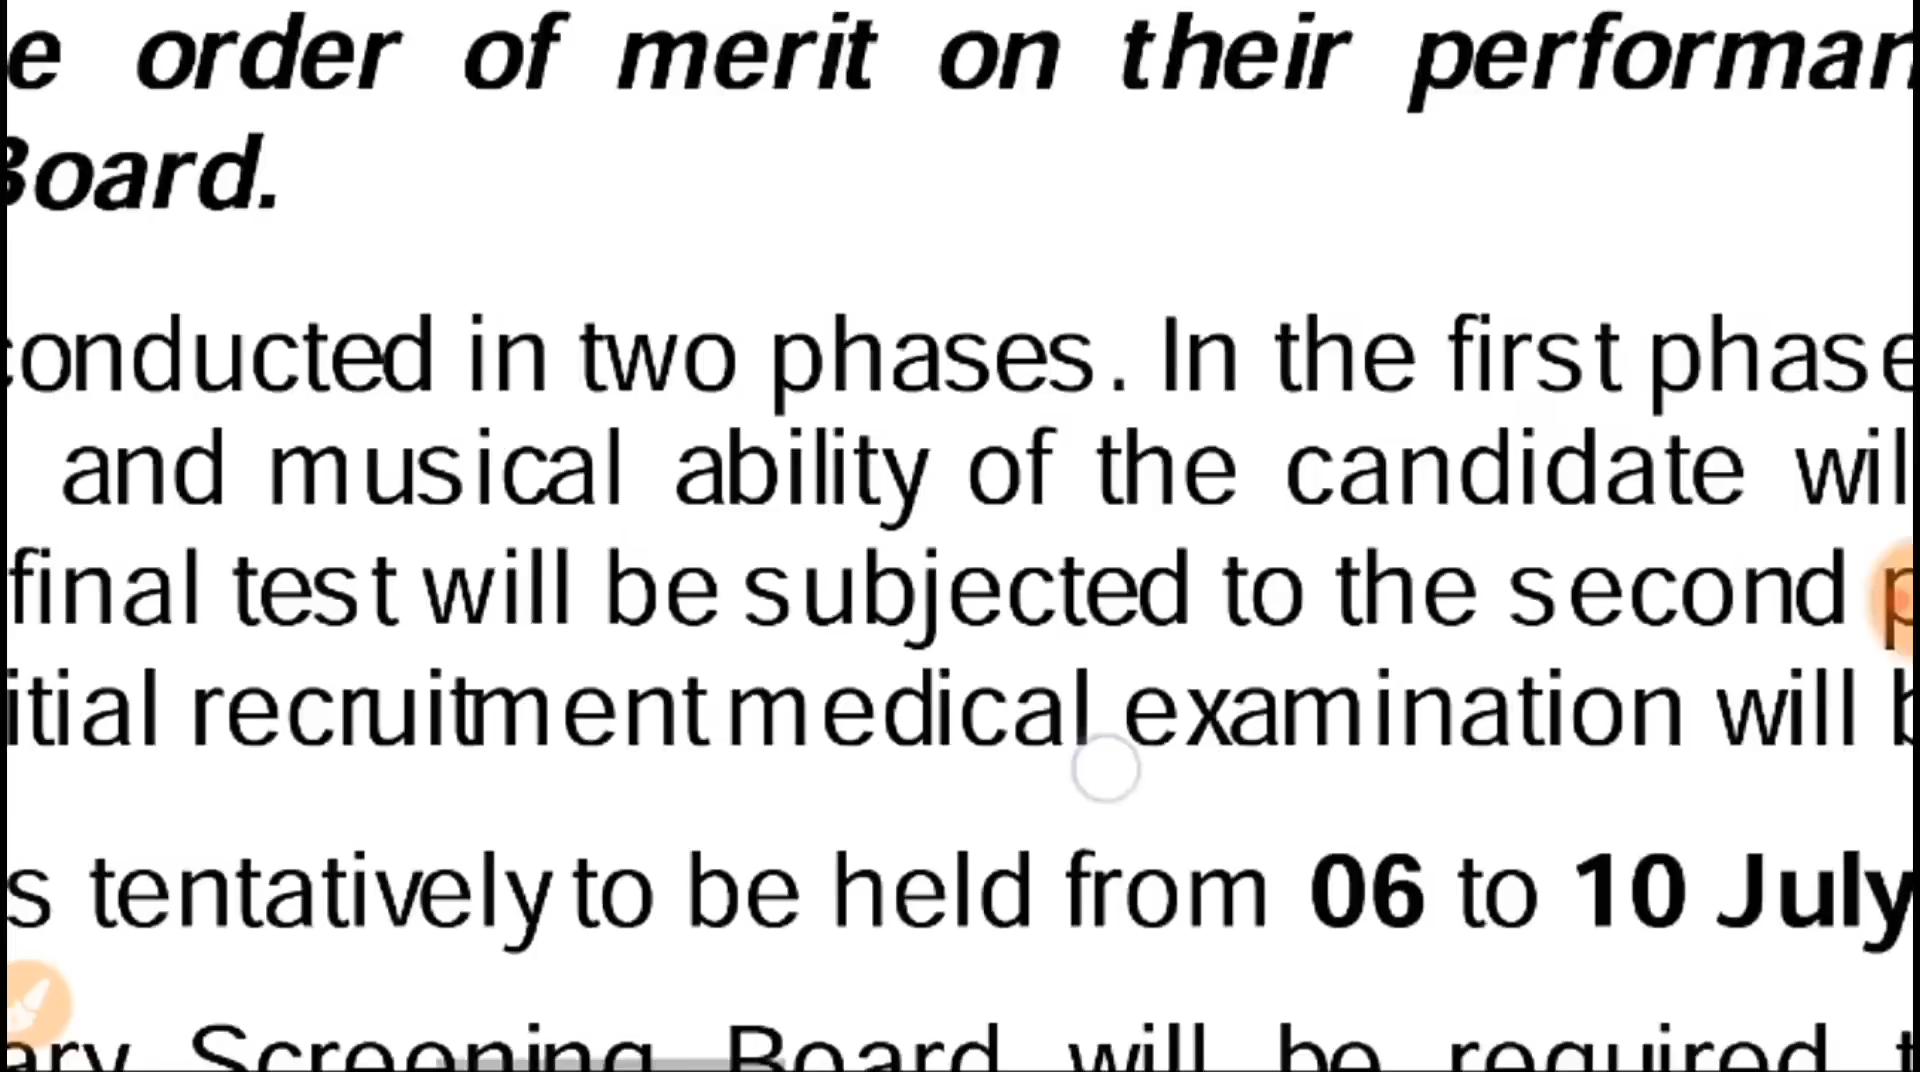 e order of merit on their performan
Board.
conducted in two phases. In the first phase
and musical ability of the candidate wil
final test will be subjected to the second p
itial recruitment medical examination will b
s tentatively to be held from 06 to 10 July
ary Screening Board will be required t